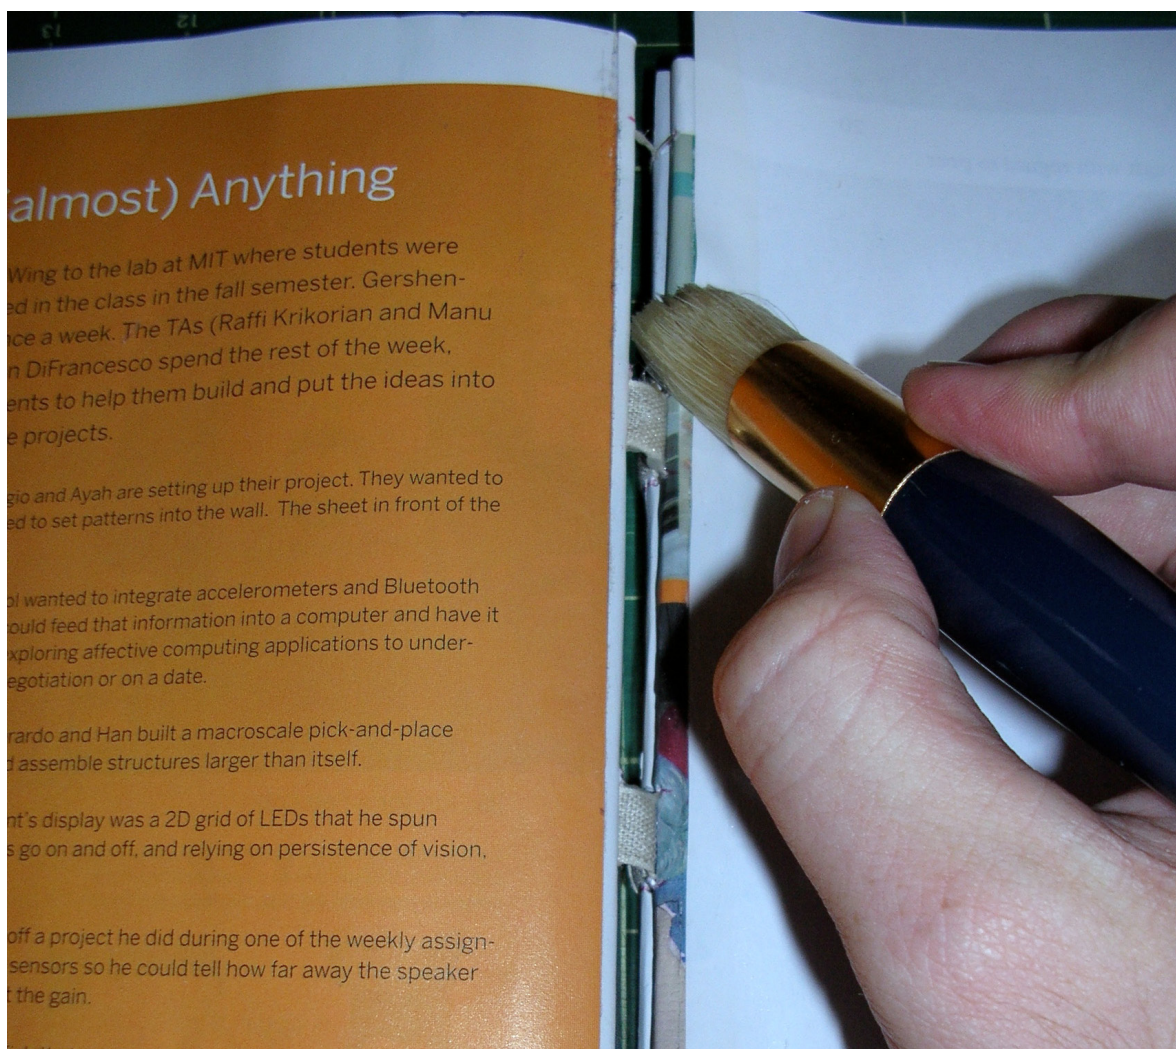 13
12
(almost) Anything
Wing to the lab at MIT where students were
ed in the class in the fall semester. Gershen-
nce a week. The TAs (Raffi Krikorian and Manu
n DiFrancesco spend the rest of the week,
ents to help them build and put the ideas into
e projects.
gio and Ayah are setting up their project. They wanted to
ed to set patterns into the wall. The sheet in front of the
ol wanted to integrate accelerometers and Bluetooth
ould feed that information into a computer and have it
xploring affective computing applications to under-
egotiation or on a date.
rardo and Han built a macroscale pick-and-place
d assemble structures larger than itself.
nt's display was a 2D grid of LEDs that he spun
s go on and off, and relying on persistence of vision,
off a project he did during one of the weekly assign-
sensors so he could tell how far away the speaker
t the gain.